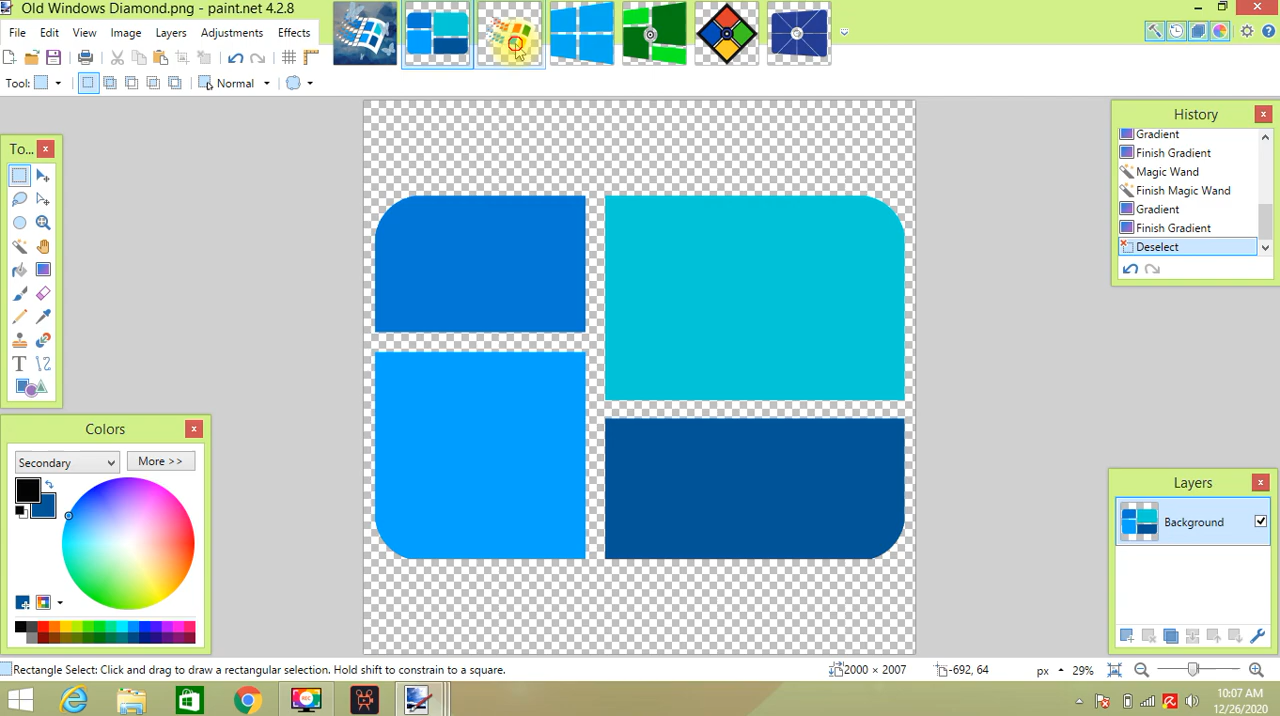 Old Windows Diamond.png - paint.net 4.2.8
File Edit View Image Layers Adjustments Effects
Tool: Normal
To...
History
Gradient
Finish Gradient
Magic Wand
Finish Magic Wand
Gradient
Finish Gradient
Deselect
Colors
Secondary
More >>
Layers
Background
Rectangle Select: Click and drag to draw a rectangular selection. Hold shift to constrain to a square.
2000 × 2007
-692, 64
px
29%
REC
10:07 AM
12/26/2020